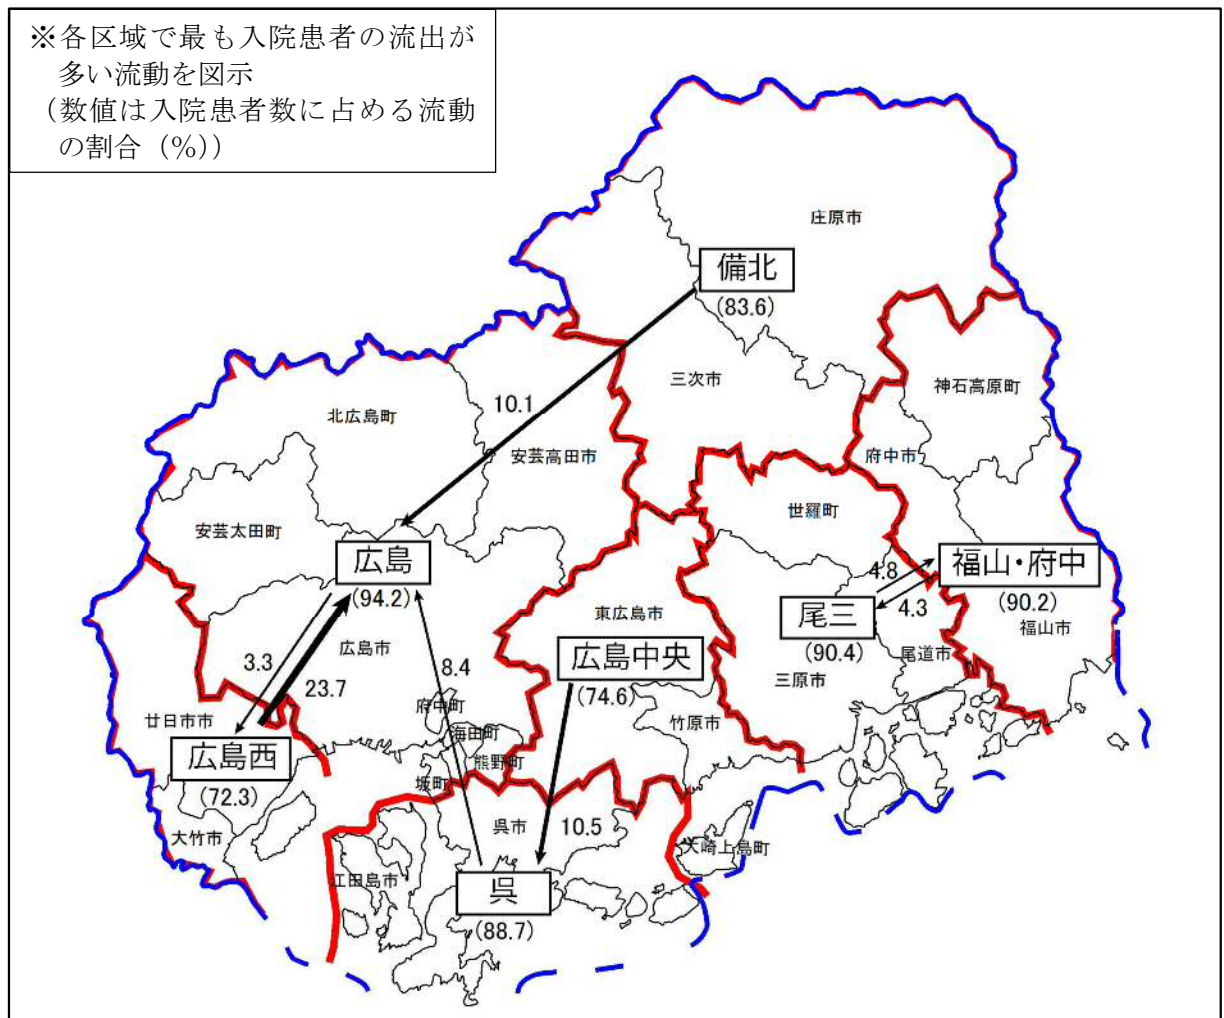 ※各区域で最も入院患者の流出が
多い流動を図示
（数値は入院患者数に占める流動
の割合（%））
庄原市
備北
(83.6)
三次市
神石高原町
北広島町
10.1
安芸高田市
府中市
世羅町
安芸太田町
広島
(94.2)
福山・府中
(90.2)
4.8
4.3
尾三
(90.4)
福山市
東広島市
広島市
広島中央
(74.6)
尾道市
三原市
3.3
23.7
8.4
廿日市市
府中町
海田町
竹原市
広島西
(72.3)
熊野町
坂町
大竹市
呉市
10.5
大崎上島町
江田島市
呉
(88.7)